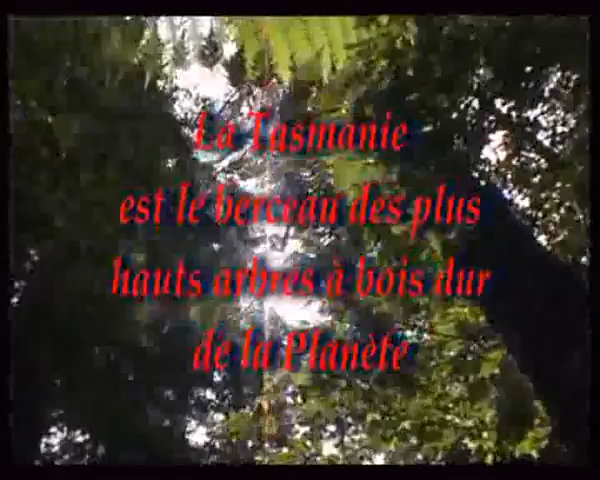 La Tasmanie
est le berceau des plus
hauts arbres à bois dur
de la Planète